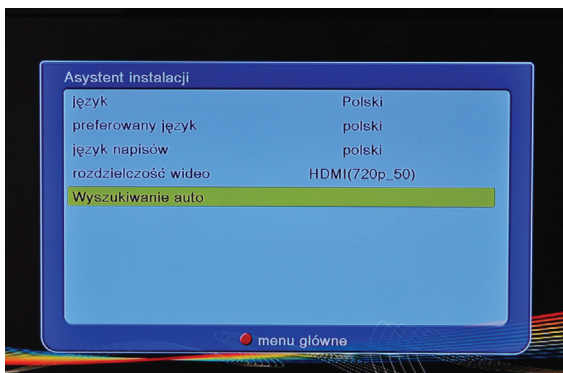 Asystent instalacji
język Polski
preferowany język polski
język napisów polski
rozdzielczość wideo HDMI(720p_50)
Wyszukiwanie auto
menu główne